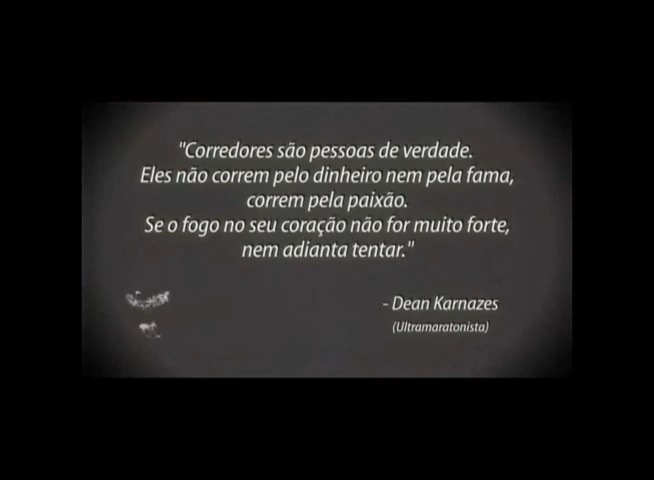 "Corredores são pessoas de verdade.
Eles não correm pelo dinheiro nem pela fama,
correm pela paixão.
Se o fogo no seu coração não for muito forte,
nem adianta tentar."
- Dean Karnazes
(Ultramaratonista)